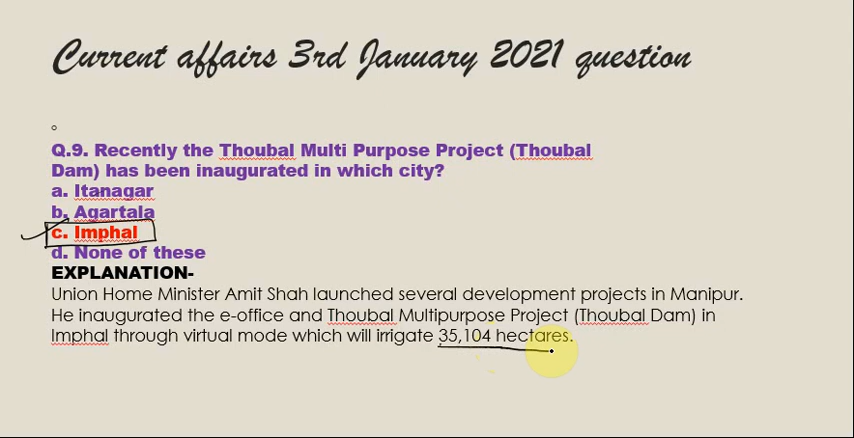 Current affairs 3rd January 2021 question
Q.9. Recently the Thoubal Multi Purpose Project (Thoubal
Dam) has been inaugurated in which city?
a. Itanagar
b. Agartala
c. Imphal
d. None of these
EXPLANATION-
Union Home Minister Amit Shah launched several development projects in Manipur.
He inaugurated the e-office and Thoubal Multipurpose Project (Thoubal Dam) in
Imphal through virtual mode which will irrigate 35,104 hectares.